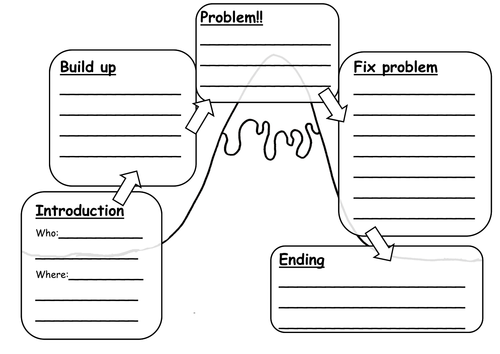 Introduction
Who:
Where:
Build up
Problem!!
Fix problem
Ending